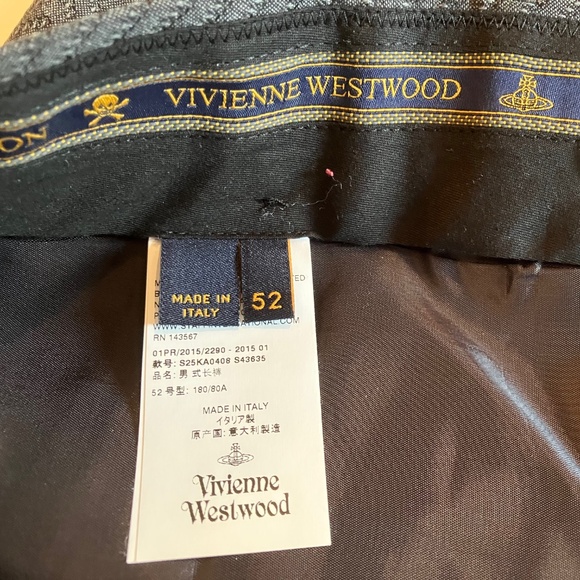 ON VIVIENNE WESTWOOD
MADE IN
ITALY
52
TED
RN 143567
01PR/2015/2290 - 2015 01
款号: S25KA0408 S43635
品名: 男式长裤
52 号型: 180/80A
MADE IN ITALY
イタリア製
原产国: 意大利製造
Vivienne
Westwood